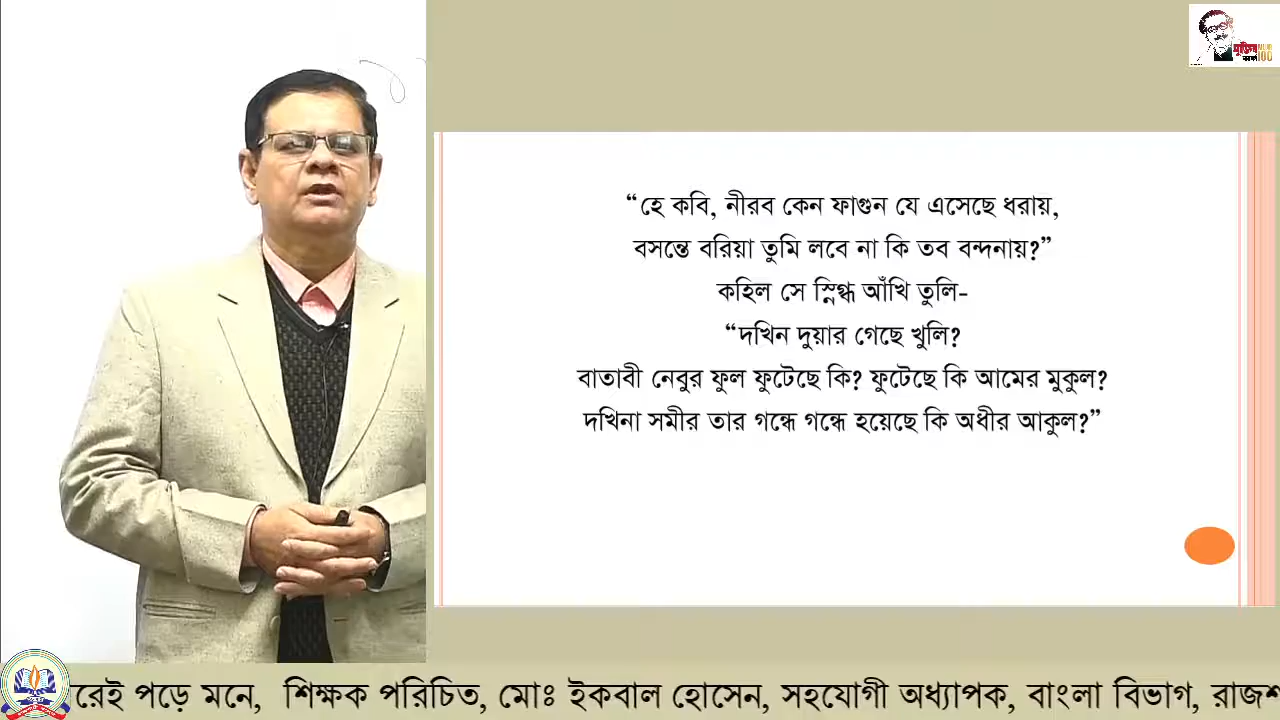 “হে কবি, নীরব কেন ফাগুন যে এসেছে ধরায়,
বসন্তে বরিয়া তুমি লবে না কি তব বন্দনায়?”
কহিল সে স্নিগ্ধ আঁখি তুলি-
“দখিন দুয়ার গেছে খুলি?
বাতাবী নেবুর ফুল ফুটেছে কি? ফুটেছে কি আমের মুকুল?
দখিনা সমীর তার গন্ধে গন্ধে হয়েছে কি অধীর আকুল?”
রেই পড়ে মনে, শিক্ষক পরিচিত, মোঃ ইকবাল হোসেন, সহযোগী অধ্যাপক, বাংলা বিভাগ,